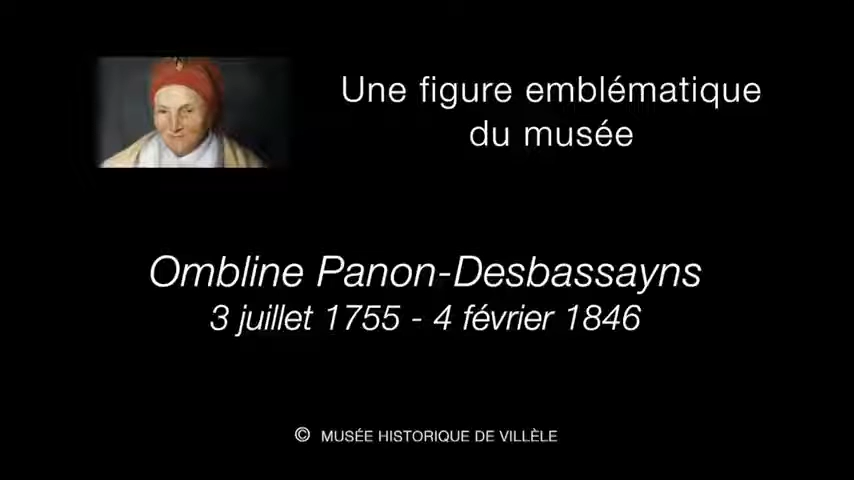 Une figure emblématique
du musée
Ombline Panon-Desbassayns
3 juillet 1755 - 4 février 1846
© MUSÉE HISTORIQUE DE VILLÈLE